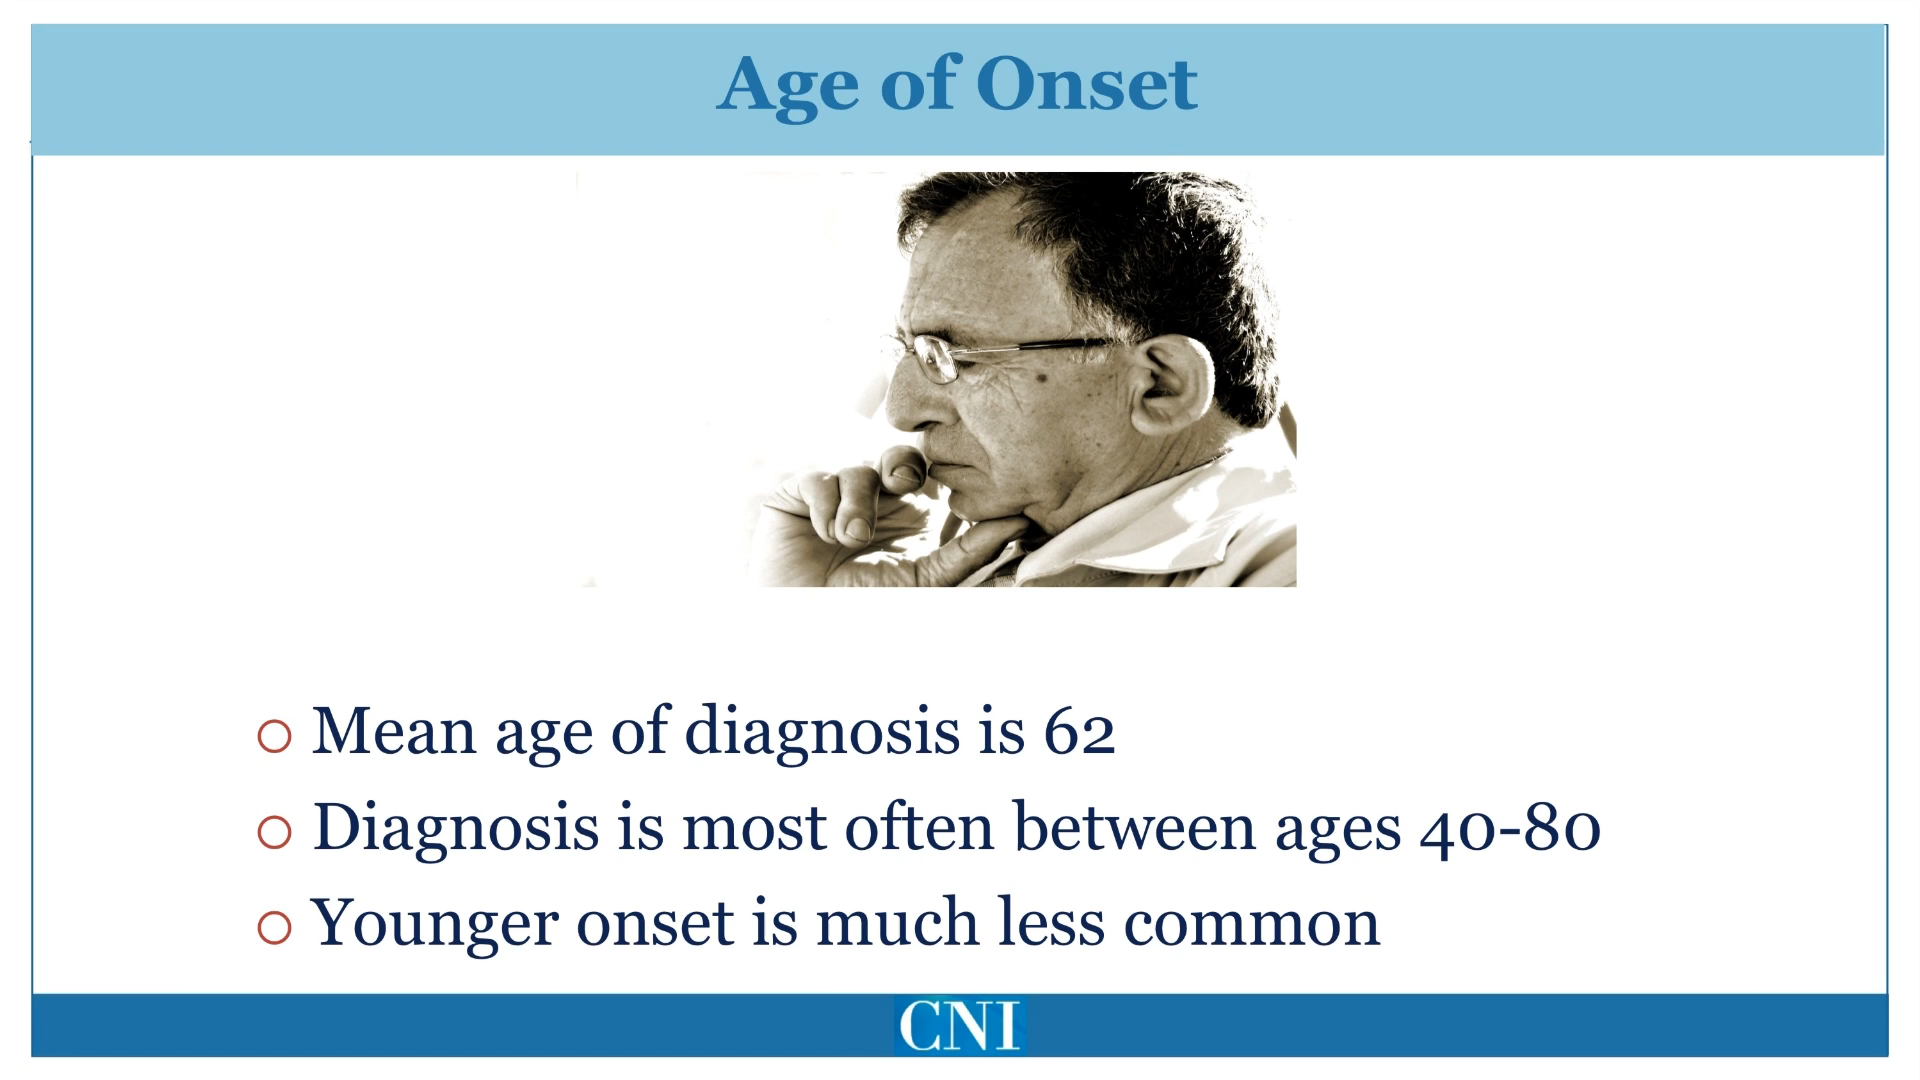 Age of Onset
Mean age of diagnosis is 62
Diagnosis is most often between ages 40-80
Younger onset is much less common
CNI